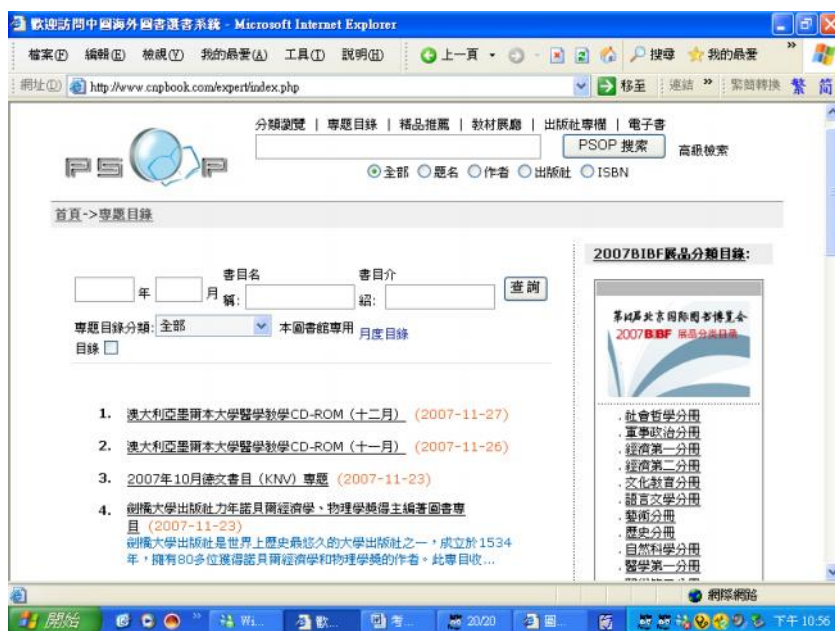 歡迎訪問中圖海外圖書選書系統 - Microsoft Internet Explorer
檔案(F) 編輯(E) 檢視(V) 我的最愛(A) 工具(T) 說明(H) 上一頁 搜尋 我的最愛 »
網址(D) http://www.cnpbook.com/expert/index.php 移至 連結 » 繁簡轉換 繁 简
分類瀏覽 | 專題目錄 | 精品推薦 | 教材展廳 | 出版社專欄 | 電子書
PSOP 搜索 高級檢索
PSOP
全部 題名 作者 出版社 ISBN
首頁->專題目錄
年 月 書目名稱: 書目介紹: 查詢
專題目錄分類: 全部 本圖書館專用目錄 月度目錄
1. 澳大利亞墨爾本大學醫學教學CD-ROM（十二月） (2007-11-27)
2. 澳大利亞墨爾本大學醫學教學CD-ROM（十一月） (2007-11-26)
3. 2007年10月德文書目（KNV）專題 (2007-11-23)
4. 劍橋大學出版社力年諾貝爾經濟學、物理學獎得主編著圖書專
目 (2007-11-23)
劍橋大學出版社是世界上歷史最悠久的大學出版社之一，成立於1534
年，擁有80多位獲得諾貝爾經濟學和物理學獎的作者。此專目收...
2007BIBF展品分類目錄:
第14届北京国际图书博览会
2007BIBF 展品分类目录
. 社會哲學分冊
. 軍事政治分冊
. 經濟第一分冊
. 經濟第二分冊
. 文化教育分冊
. 語言文學分冊
. 藝術分冊
. 歷史分冊
. 自然科學分冊
. 醫學第一分冊
網際網路
開始 » Wi... 歡... 考... 20/20 圖... 下午 10:56